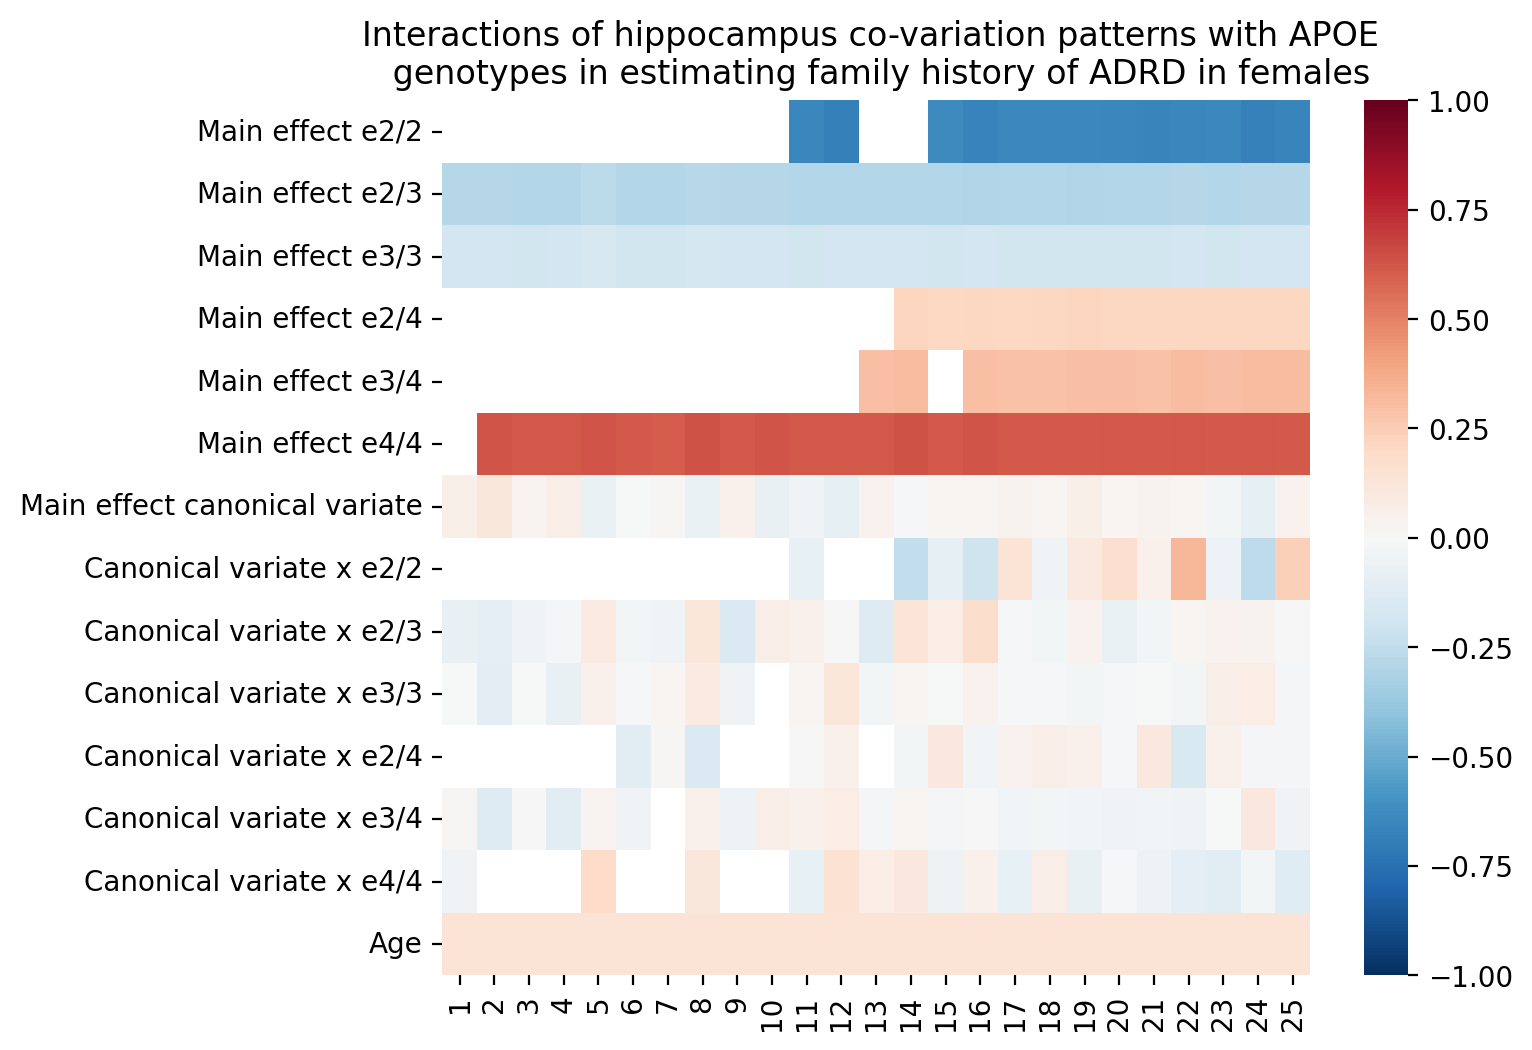 Interactions of hippocampus co-variation patterns with APOE
genotypes in estimating family history of ADRD in females
Main effect e2/2
Main effect e2/3
Main effect e3/3
Main effect e2/4
Main effect e3/4
Main effect e4/4
Main effect canonical variate
Canonical variate x e2/2
Canonical variate x e2/3
Canonical variate x e3/3
Canonical variate x e2/4
Canonical variate x e3/4
Canonical variate x e4/4
Age
1 2 3 4 5 6 7 8 9 10 11 12 13 14 15 16 17 18 19 20 21 22 23 24 25
1.00
0.75
0.50
0.25
0.00
−0.25
−0.50
−0.75
−1.00